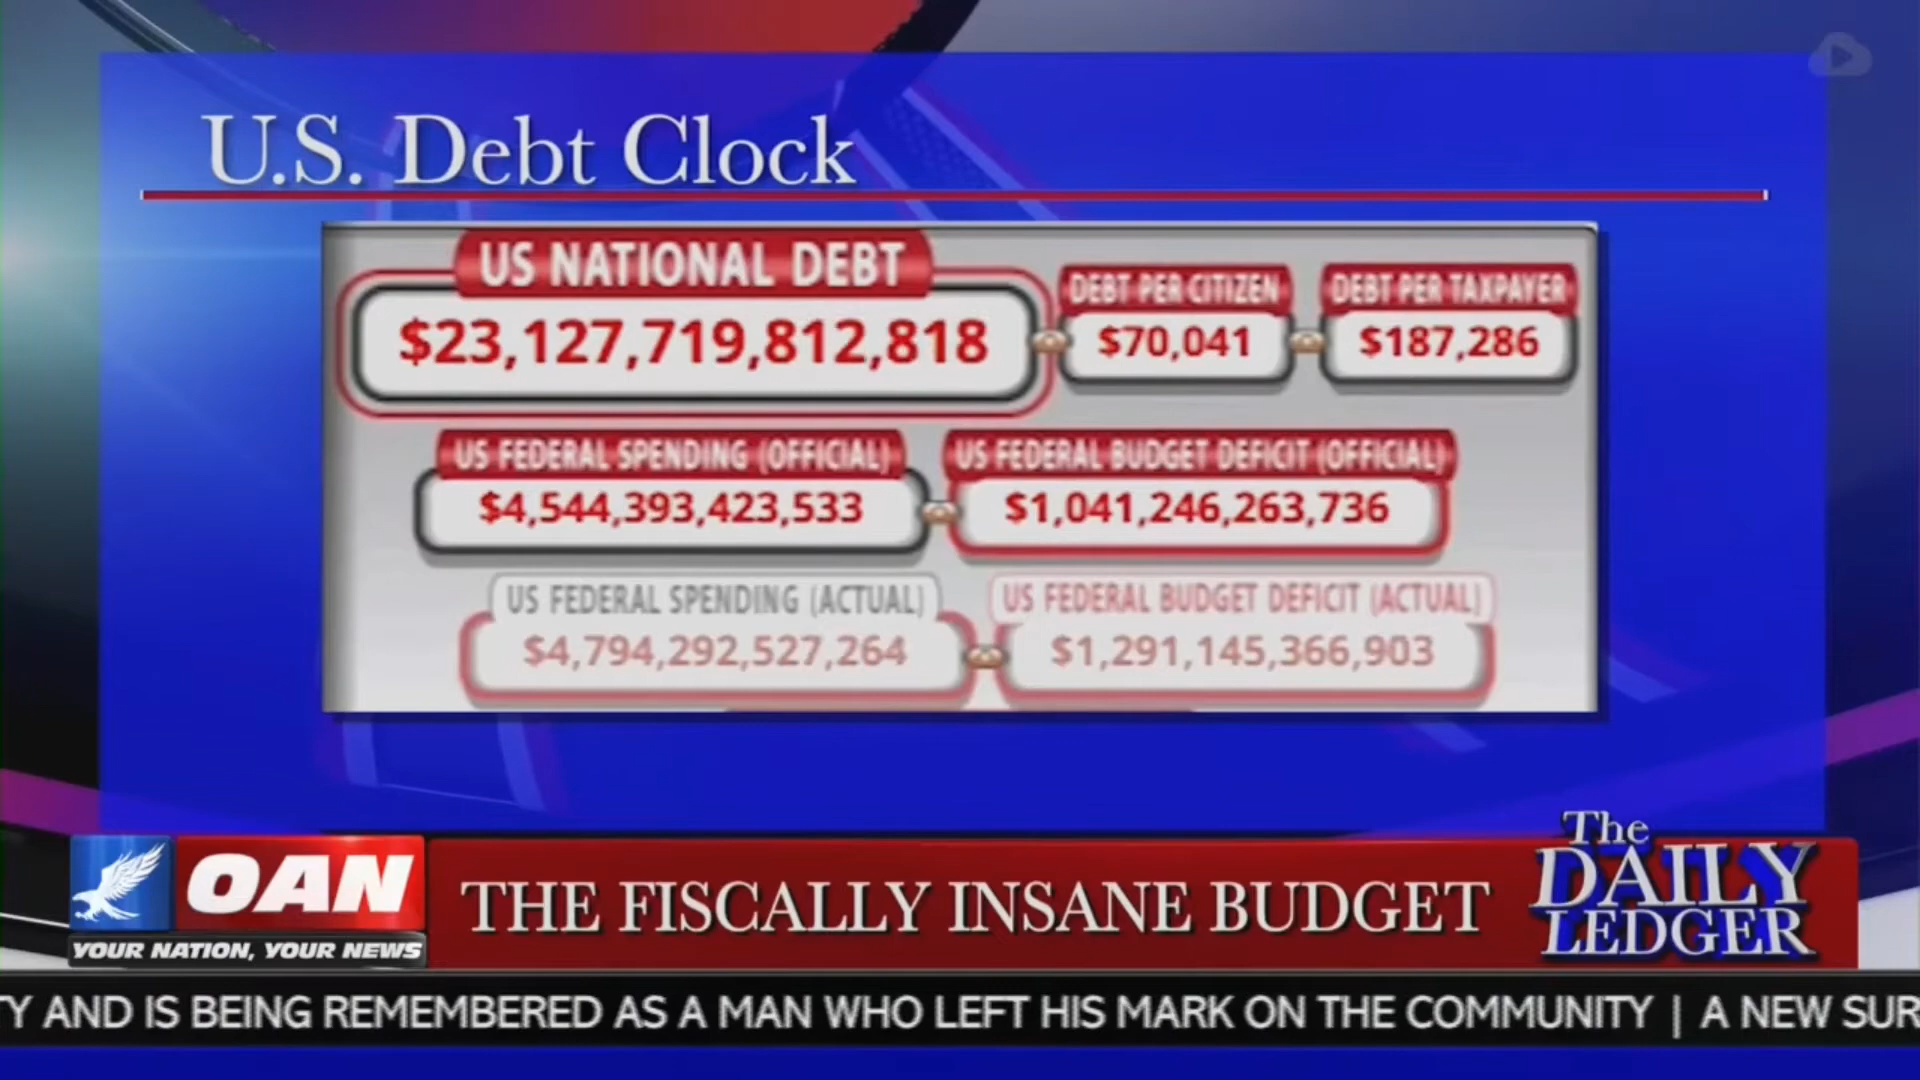 U.S. Debt Clock
US NATIONAL DEBT
$23,127,719,812,818
DEBT PER CITIZEN
$70,041
DEBT PER TAXPAYER
$187,286
US FEDERAL SPENDING (OFFICIAL)
$4,544,393,423,533
US FEDERAL BUDGET DEFICIT (OFFICIAL)
$1,041,246,263,736
US FEDERAL SPENDING (ACTUAL)
$4,794,292,527,264
US FEDERAL BUDGET DEFICIT (ACTUAL)
$1,291,145,366,903
OAN
YOUR NATION, YOUR NEWS
THE FISCALLY INSANE BUDGET
The
DAILY
LEDGER
TY AND IS BEING REMEMBERED AS A MAN WHO LEFT HIS MARK ON THE COMMUNITY | A NEW SUR